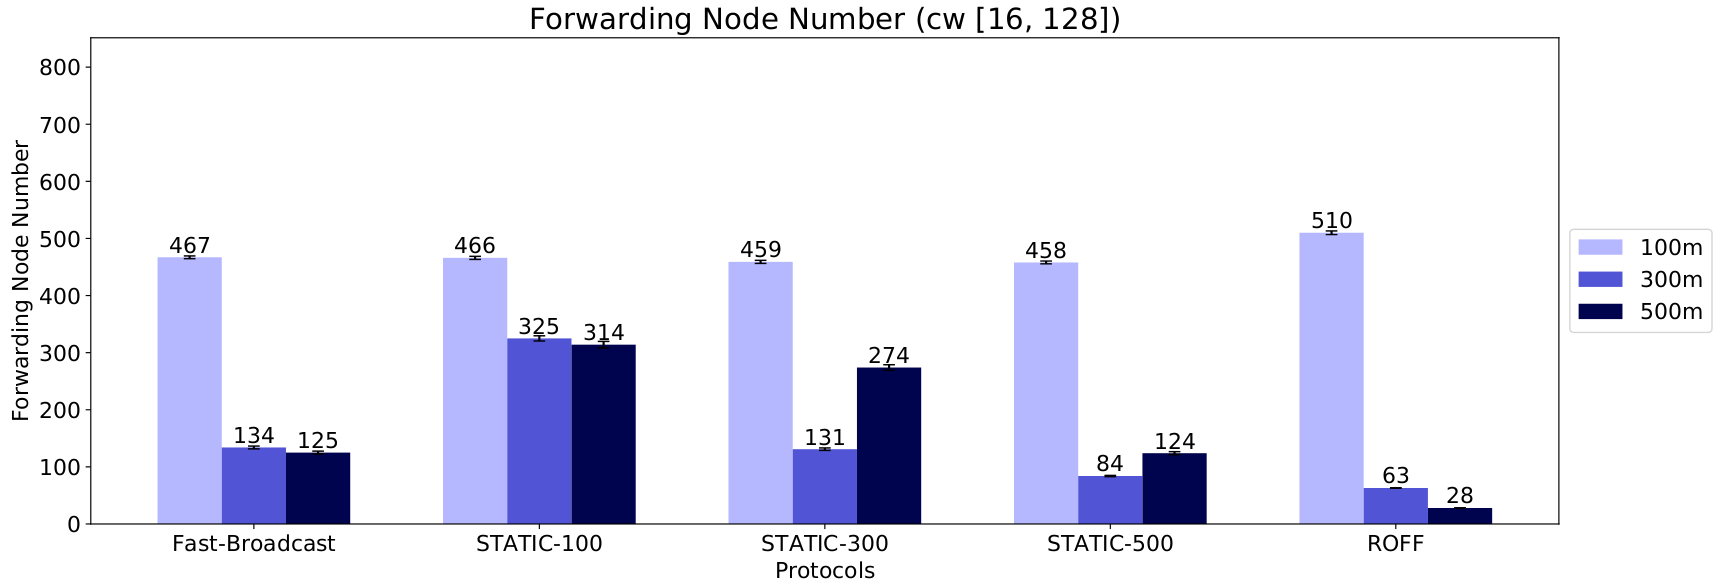 Forwarding Node Number (cw [16, 128])
Forwarding Node Number
800
700
600
500
400
300
200
100
0
467
134
125
466
325
314
459
131
274
458
84
124
510
63
28
Fast-Broadcast
STATIC-100
STATIC-300
STATIC-500
ROFF
Protocols
100m
300m
500m